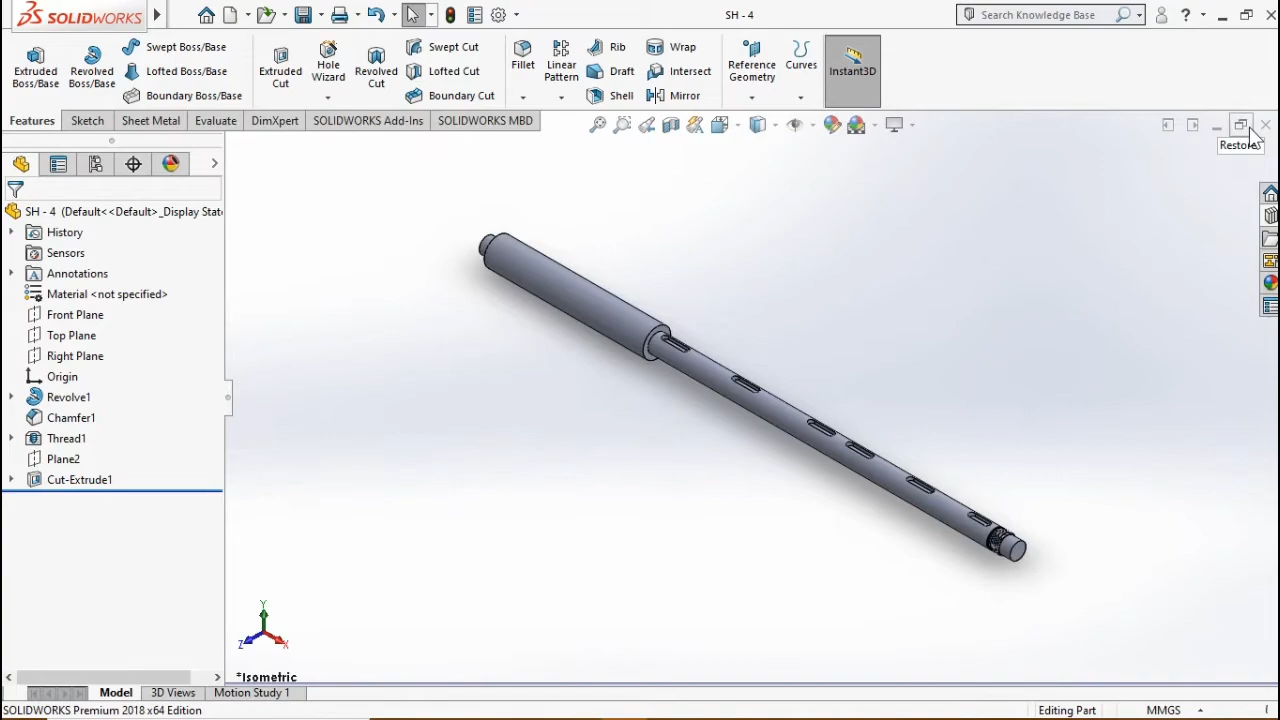 SOLIDWORKS
SH - 4
Search Knowledge Base
?
Extruded Boss/Base
Revolved Boss/Base
Swept Boss/Base
Lofted Boss/Base
Boundary Boss/Base
Extruded Cut
Hole Wizard
Revolved Cut
Swept Cut
Lofted Cut
Boundary Cut
Fillet
Linear Pattern
Rib
Draft
Shell
Wrap
Intersect
Mirror
Reference Geometry
Curves
Instant3D
Features
Sketch
Sheet Metal
Evaluate
DimXpert
SOLIDWORKS Add-Ins
SOLIDWORKS MBD
Restore
SH - 4 (Default<<Default>_Display Stat
History
Sensors
Annotations
Material <not specified>
Front Plane
Top Plane
Right Plane
Origin
Revolve1
Chamfer1
Thread1
Plane2
Cut-Extrude1
Y
Z
X
*Isometric
Model
3D Views
Motion Study 1
SOLIDWORKS Premium 2018 x64 Edition
Editing Part
MMGS